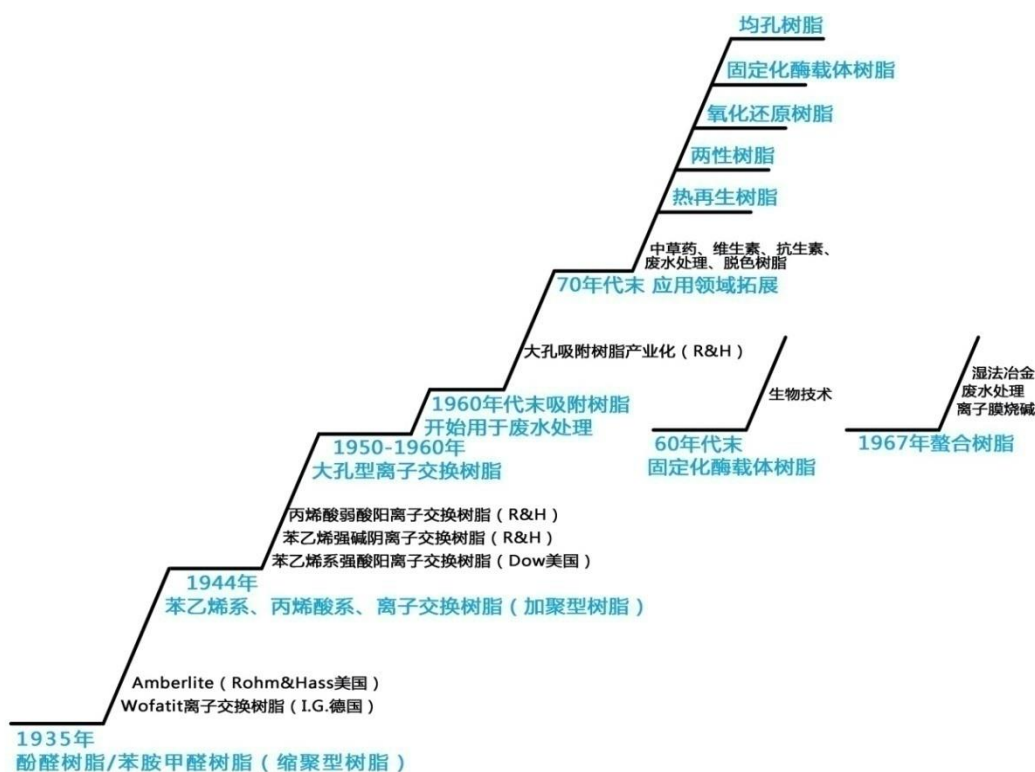 均孔树脂
固定化酶载体树脂
氧化还原树脂
两性树脂
热再生树脂
中草药、维生素、抗生素、
废水处理、脱色树脂
70年代末 应用领域拓展
大孔吸附树脂产业化（R&H）
1960年代末吸附树脂
开始用于废水处理
生物技术
60年代末
固定化酶载体树脂
湿法冶金
废水处理
离子膜烧碱
1967年螯合树脂
1950-1960年
大孔型离子交换树脂
丙烯酸弱酸阳离子交换树脂（R&H）
苯乙烯强碱阴离子交换树脂（R&H）
苯乙烯系强酸阳离子交换树脂（Dow美国）
1944年
苯乙烯系、丙烯酸系、离子交换树脂（加聚型树脂）
Amberlite（Rohm&Hass美国）
Wofatit离子交换树脂（I.G.德国）
1935年
酚醛树脂/苯胺甲醛树脂（缩聚型树脂）